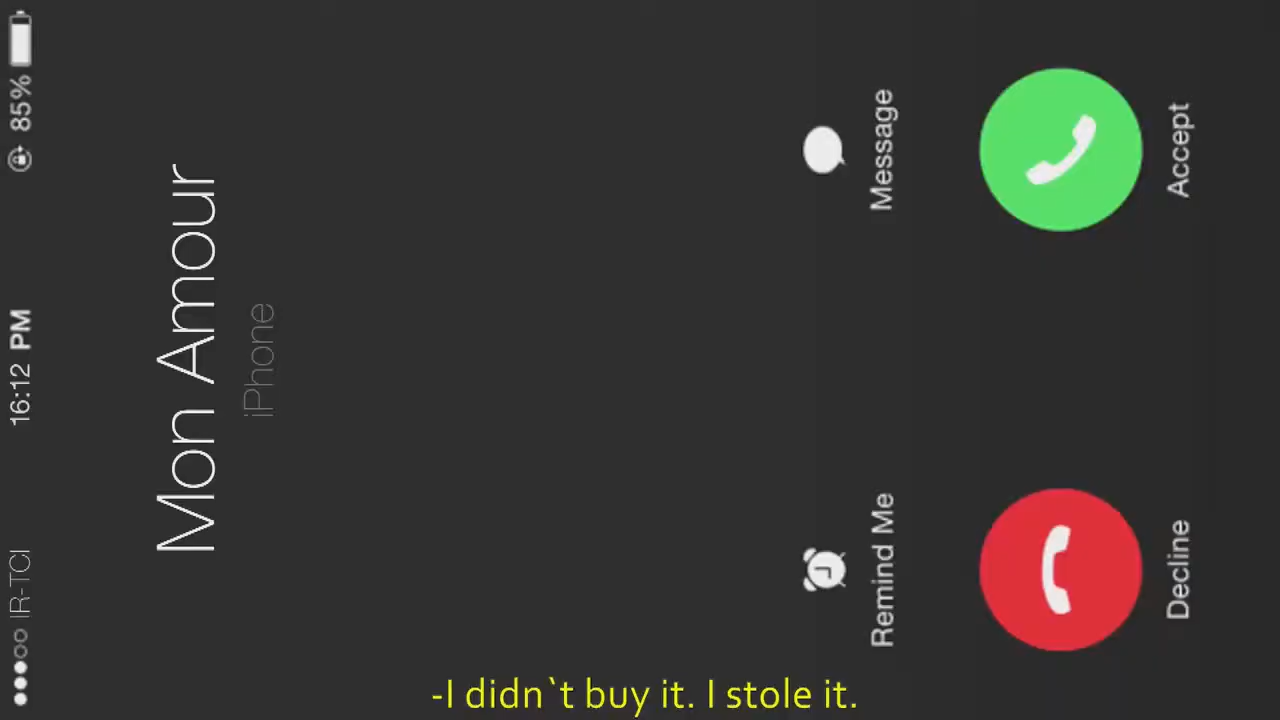 IR-TCI 16:12 PM 85%
Mon Amour
iPhone
Remind Me Message
Decline Accept
-I didn`t buy it. I stole it.